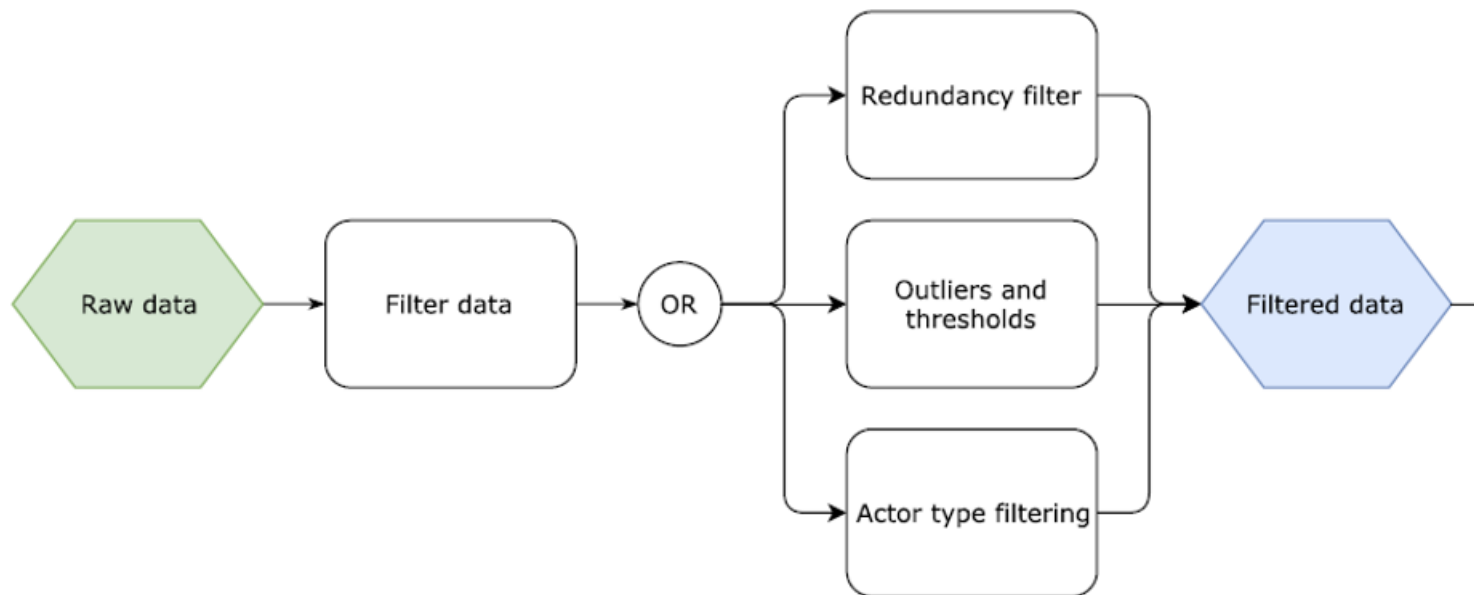 Raw data
Filter data
OR
Redundancy filter
Outliers and
thresholds
Actor type filtering
Filtered data